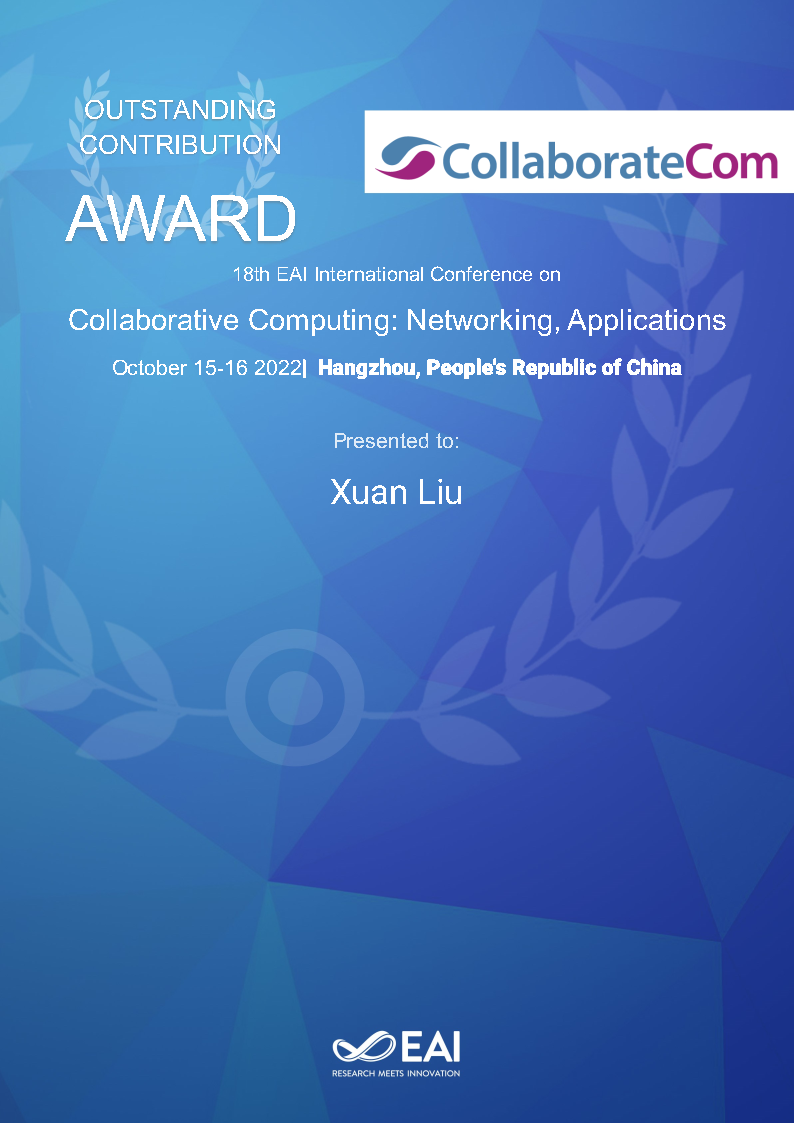 OUTSTANDING
CONTRIBUTION
AWARD
CollaborateCom
18th EAI International Conference on
Collaborative Computing: Networking, Applications
October 15-16 2022| Hangzhou, People's Republic of China
Presented to:
Xuan Liu
EAI
RESEARCH MEETS INNOVATION